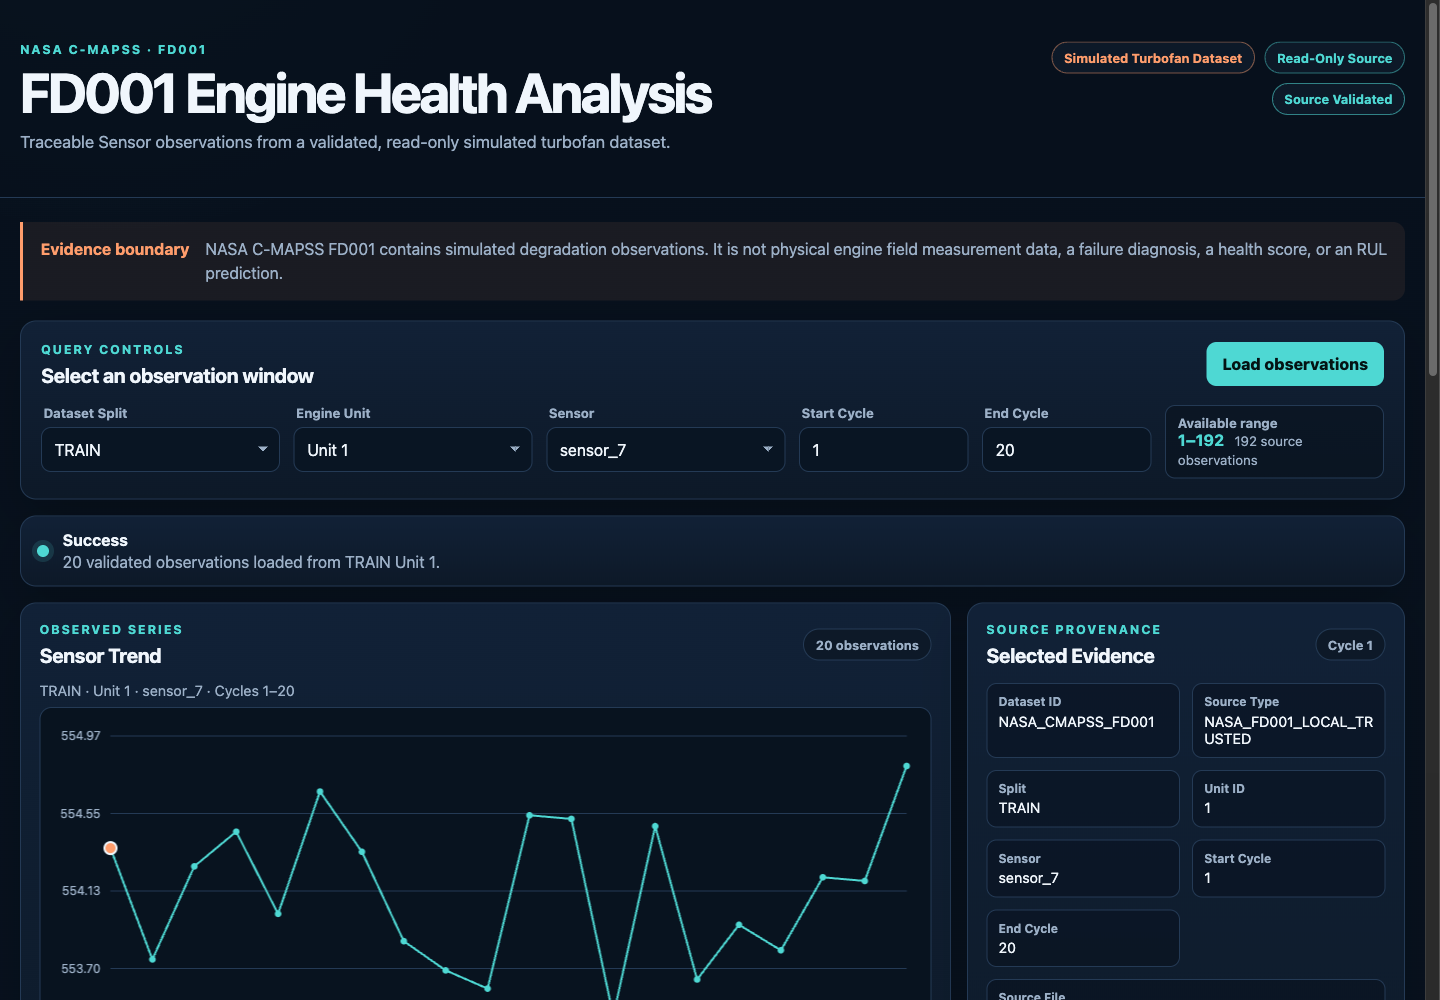 NASA C-MAPSS · FD001
FD001 Engine Health Analysis
Traceable Sensor observations from a validated, read-only simulated turbofan dataset.
Simulated Turbofan Dataset
Read-Only Source
Source Validated
Evidence boundary
NASA C-MAPSS FD001 contains simulated degradation observations. It is not physical engine field measurement data, a failure diagnosis, a health score, or an RUL
prediction.
QUERY CONTROLS
Select an observation window
Load observations
Dataset Split
TRAIN
Engine Unit
Unit 1
Sensor
sensor_7
Start Cycle
1
End Cycle
20
Available range
1–192 192 source
observations
Success
20 validated observations loaded from TRAIN Unit 1.
OBSERVED SERIES
Sensor Trend
20 observations
TRAIN · Unit 1 · sensor_7 · Cycles 1–20
554.97
554.55
554.13
553.70
SOURCE PROVENANCE
Selected Evidence
Cycle 1
Dataset ID
NASA_CMAPSS_FD001
Source Type
NASA_FD001_LOCAL_TR
USTED
Split
TRAIN
Unit ID
1
Sensor
sensor_7
Start Cycle
1
End Cycle
20
Source File